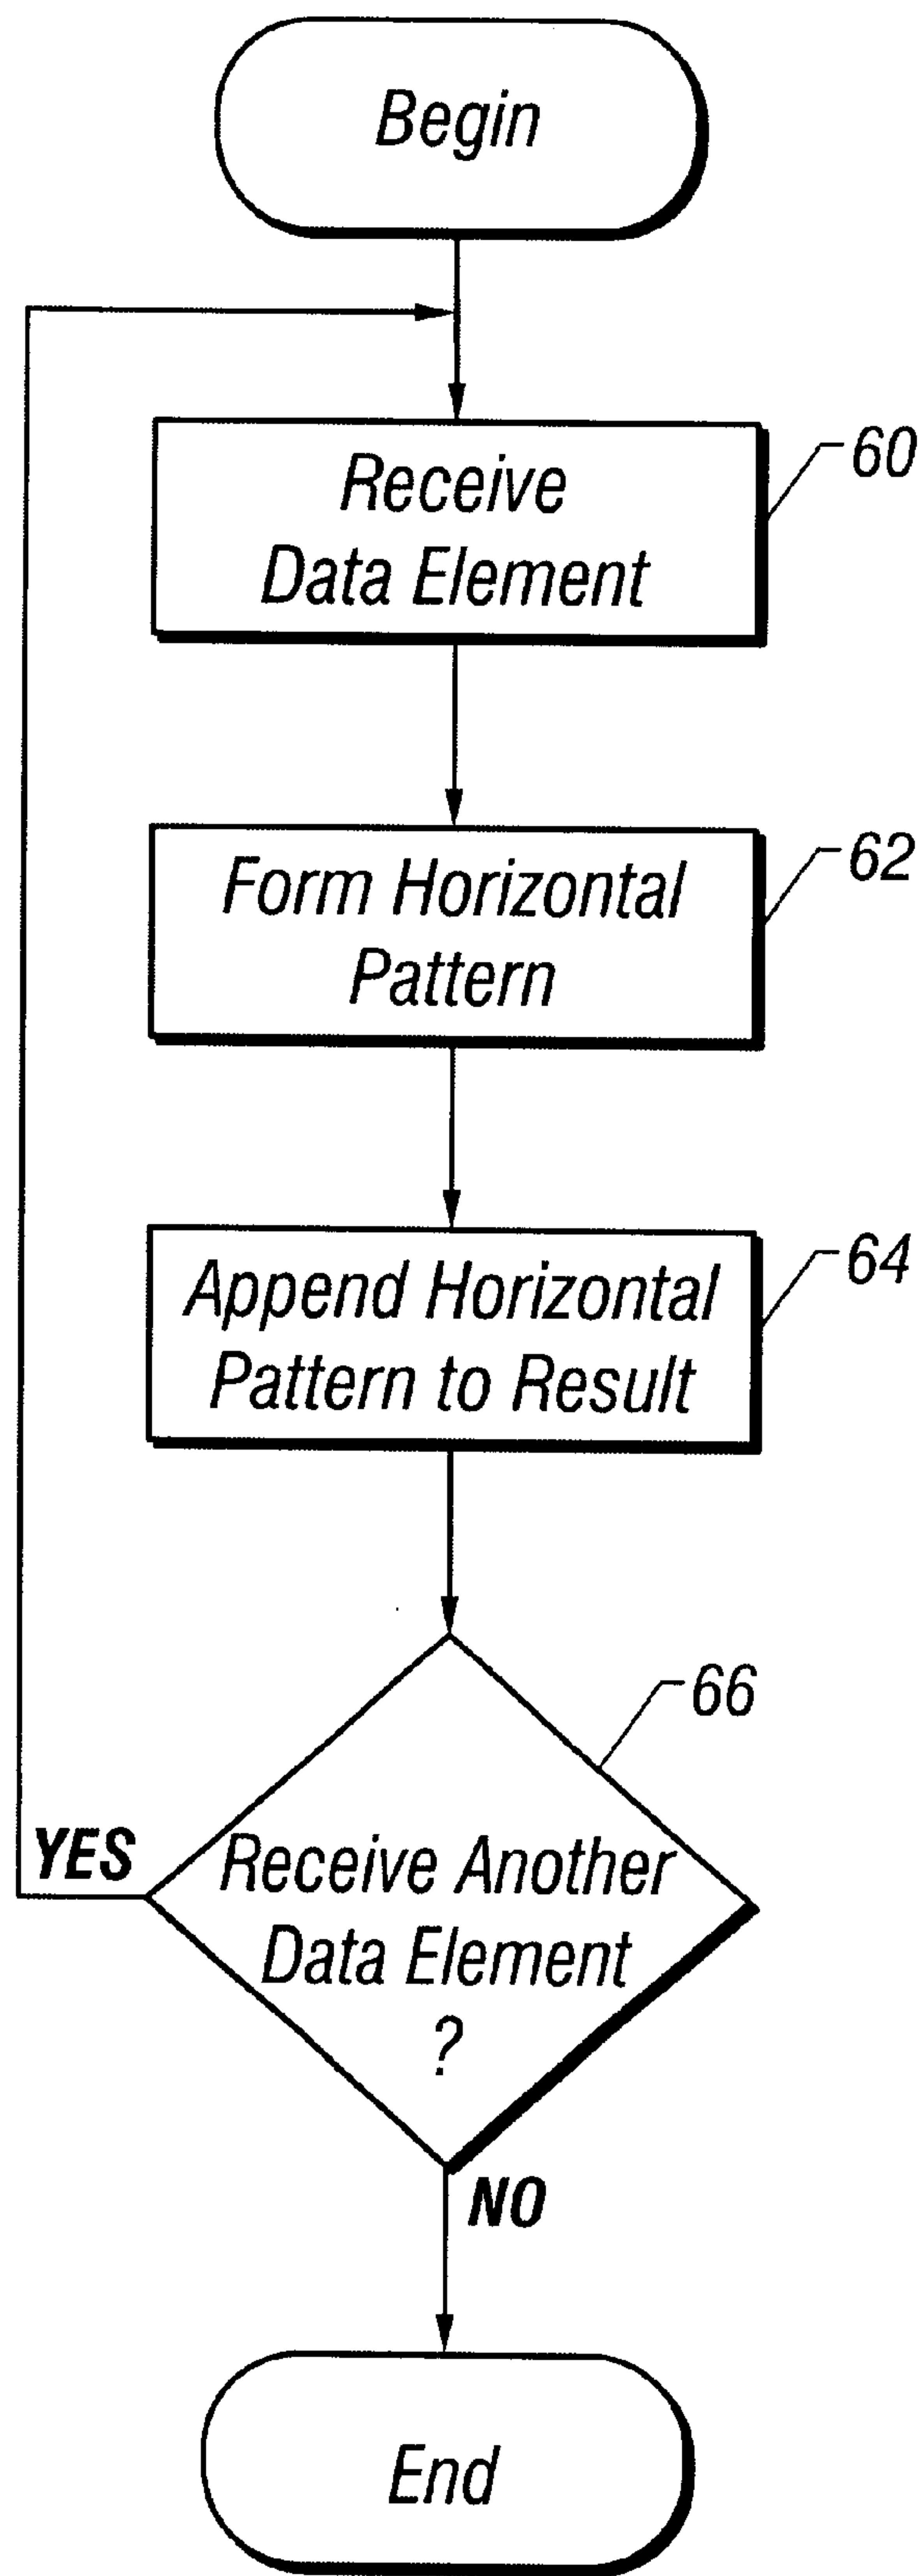 Begin
Receive
Data Element
60
Form Horizontal
Pattern
62
Append Horizontal
Pattern to Result
64
66
Receive Another
Data Element
?
YES
NO
End